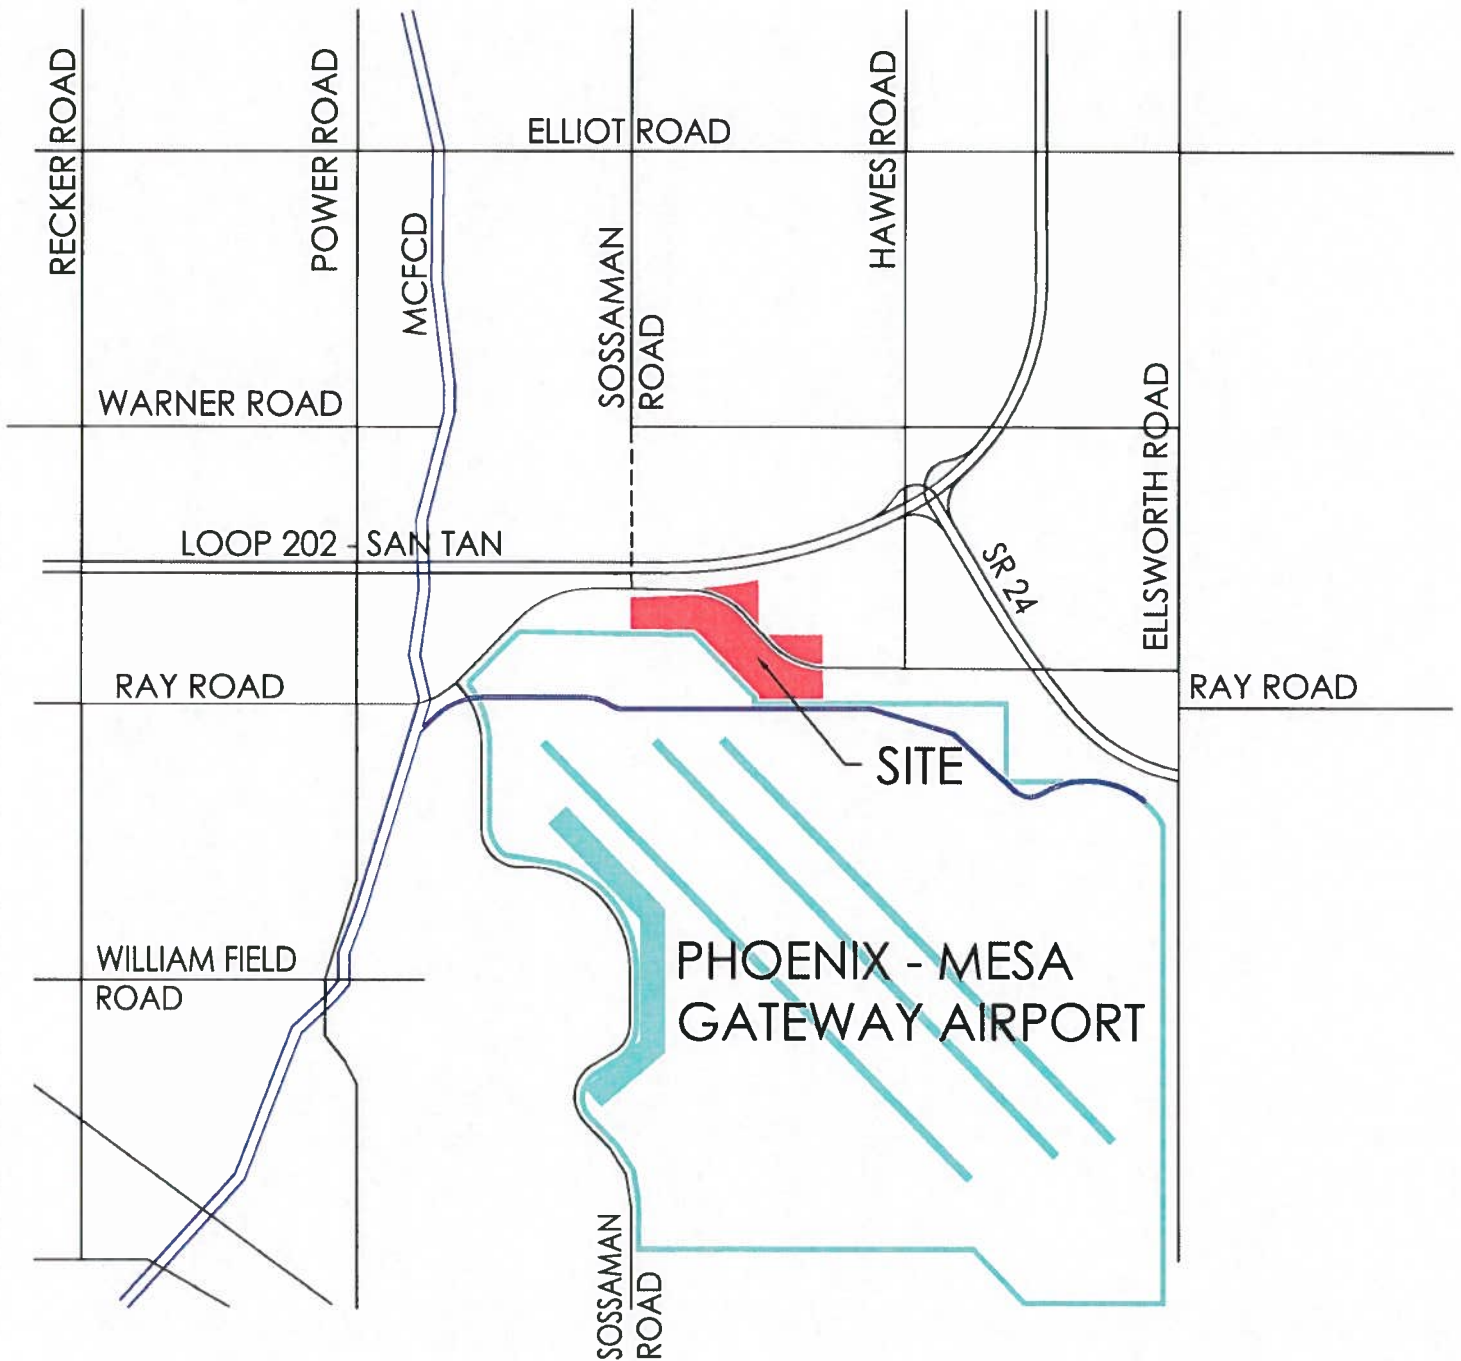 RECKER ROAD
POWER ROAD
ELLIOT ROAD
HAWES ROAD
MCFCD
SOSSAMAN
ROAD
WARNER ROAD
ELLSWORTH ROAD
LOOP 202 - SAN TAN
SR 24
RAY ROAD
RAY ROAD
SITE
WILLIAM FIELD
ROAD
PHOENIX - MESA
GATEWAY AIRPORT
SOSSAMAN
ROAD